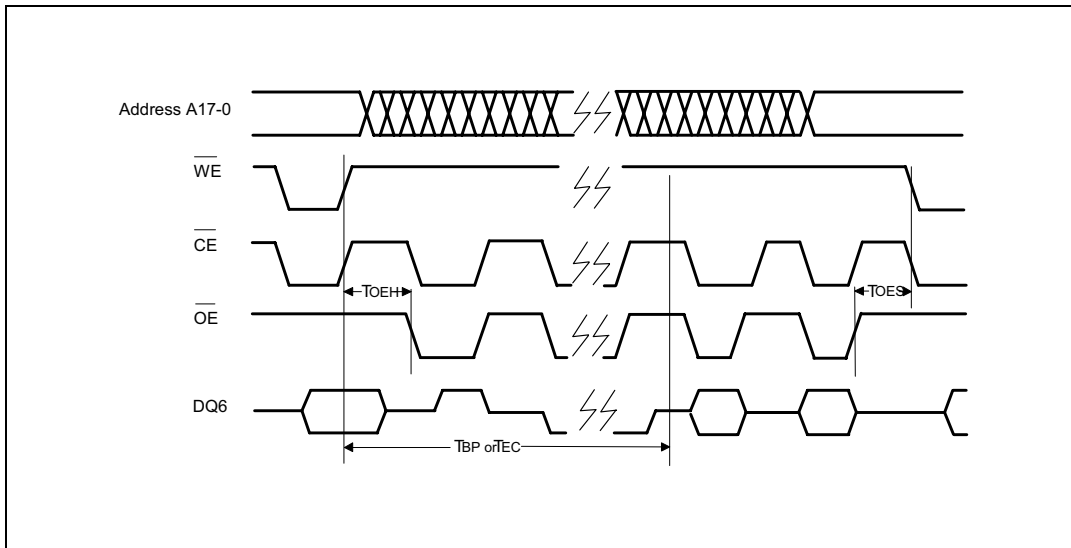 Address A17-0
WE
CE
TOEH
TOES
OE
DQ6
TBP orTEC